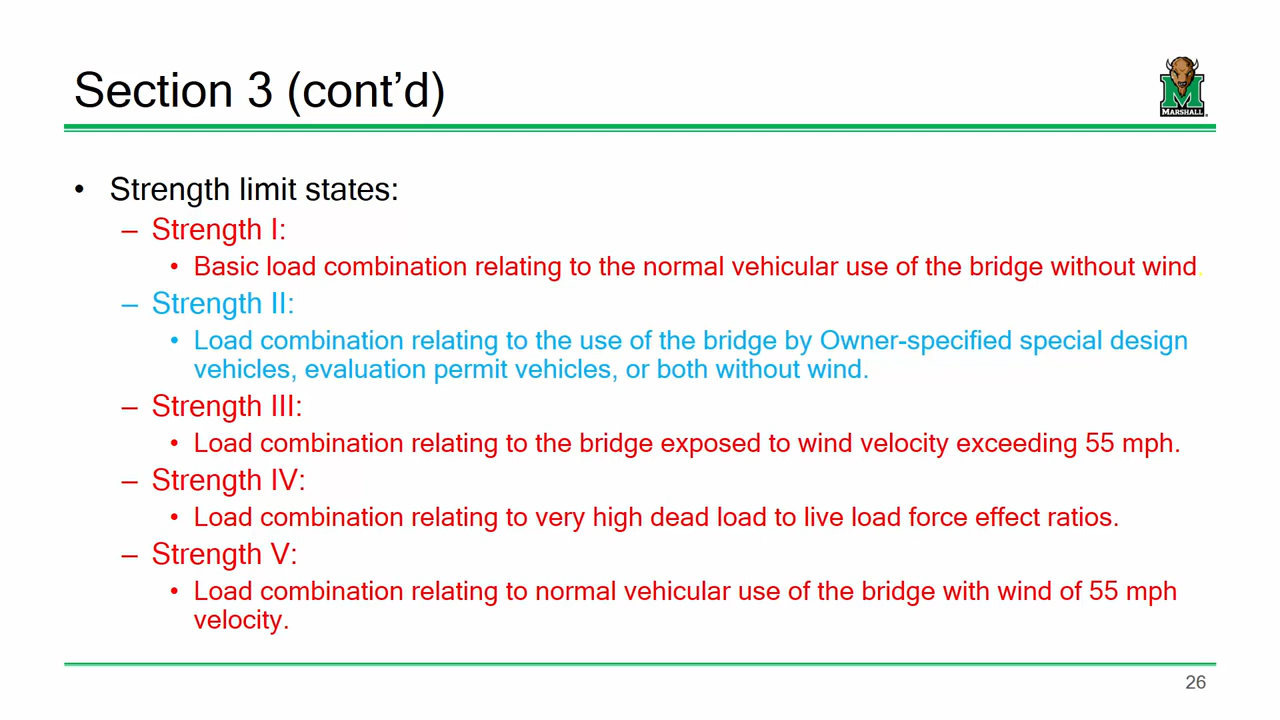 Section 3 (cont’d)
MARSHALL
• Strength limit states:
– Strength I:
• Basic load combination relating to the normal vehicular use of the bridge without wind.
– Strength II:
• Load combination relating to the use of the bridge by Owner-specified special design
vehicles, evaluation permit vehicles, or both without wind.
– Strength III:
• Load combination relating to the bridge exposed to wind velocity exceeding 55 mph.
– Strength IV:
• Load combination relating to very high dead load to live load force effect ratios.
– Strength V:
• Load combination relating to normal vehicular use of the bridge with wind of 55 mph
velocity.
26